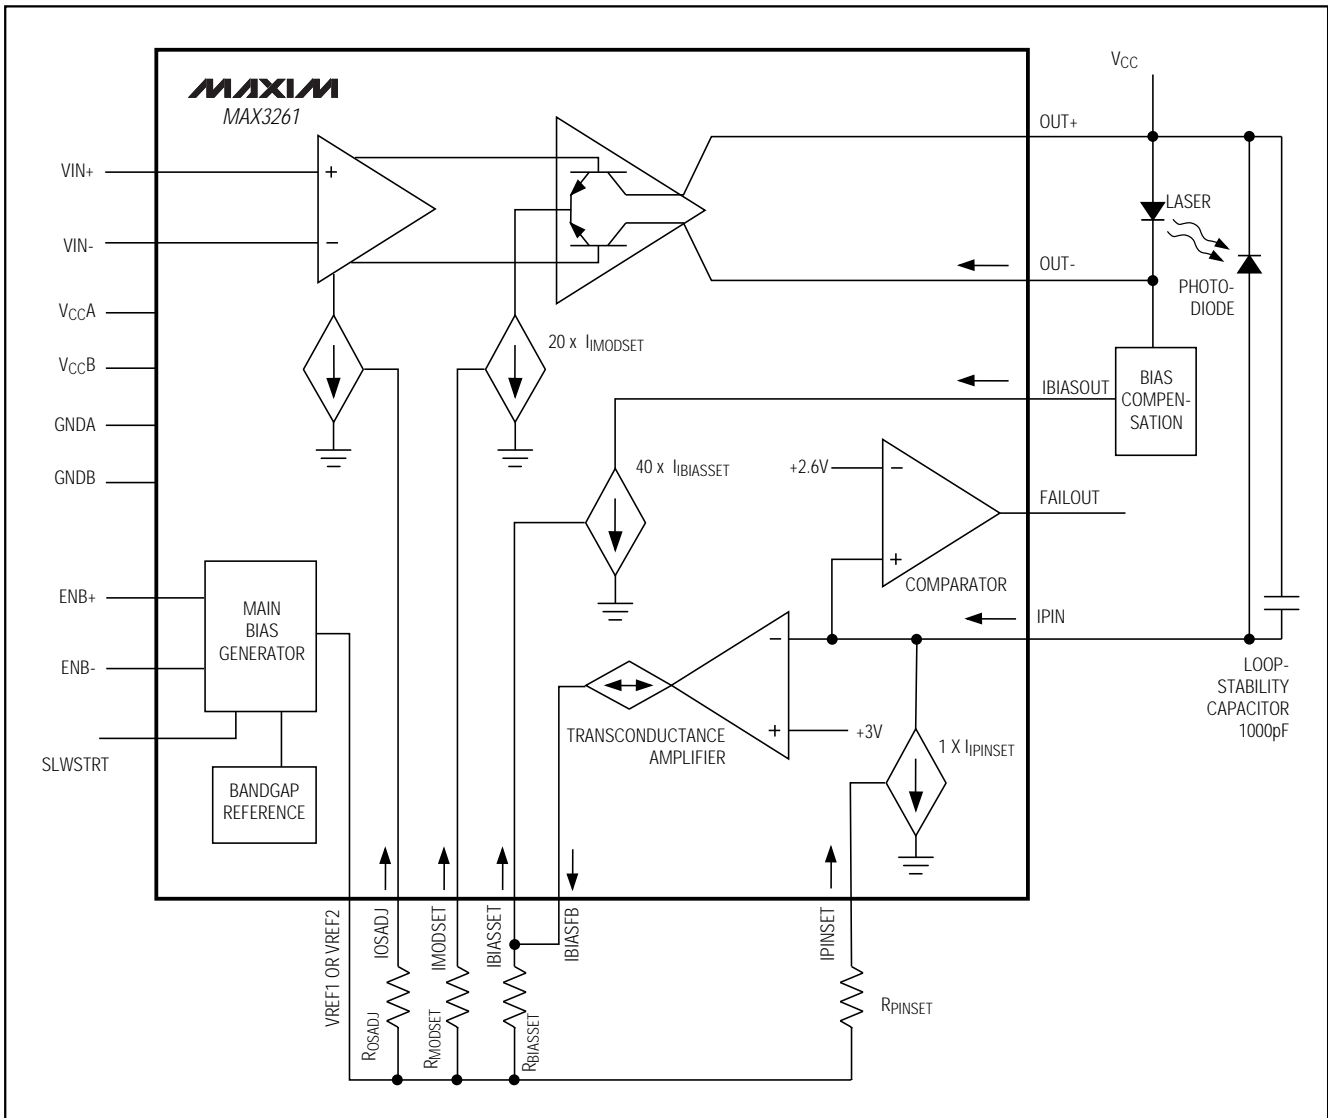 MAXIM
MAX3261
VIN+
VIN-
VCCA
VCCB
GNDA
GNDB
ENB+
ENB-
SLWSTRT
+
−
20 x IIMODSET
40 x IIBIASSET
MAIN
BIAS
GENERATOR
BANDGAP
REFERENCE
+2.6V
−
+
COMPARATOR
−
+
+3V
TRANSCONDUCTANCE
AMPLIFIER
1 X IPINSET
VCC
OUT+
LASER
OUT-
PHOTO-
DIODE
IBIASOUT
BIAS
COMPEN-
SATION
FAILOUT
IPIN
LOOP-
STABILITY
CAPACITOR
1000pF
VREF1 OR VREF2
IOSADJ
IMODSET
IBIASSET
IBIASFB
IPINSET
ROSADJ
RMODSET
RBIASSET
RPINSET